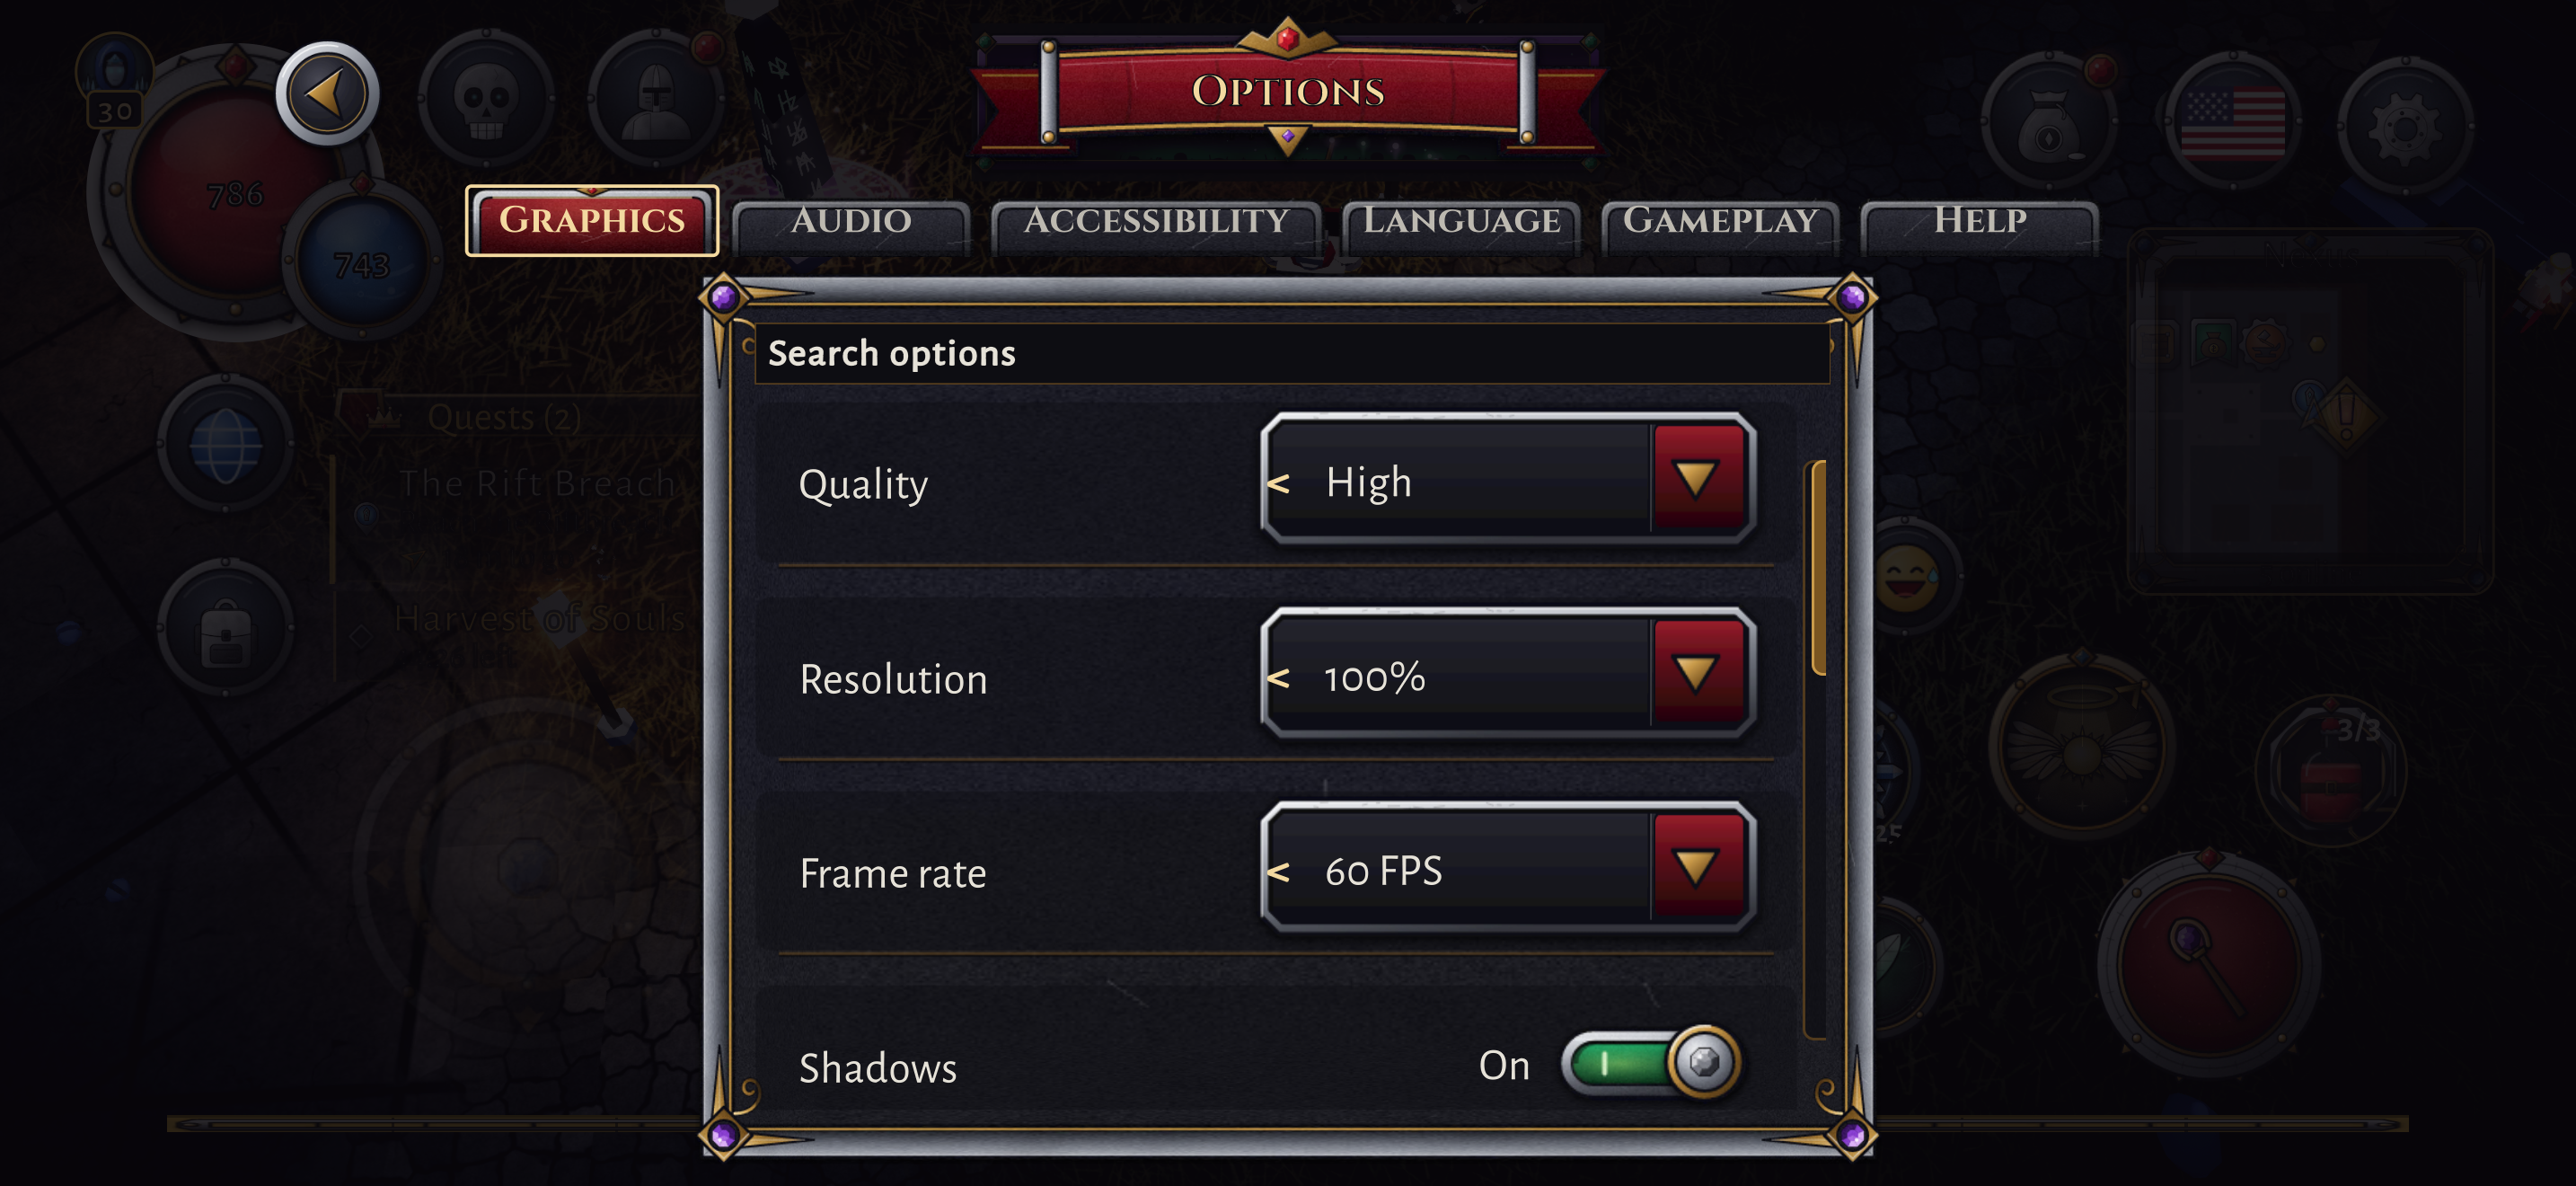 30
786
743
OPTIONS
GRAPHICS
AUDIO
ACCESSIBILITY
LANGUAGE
GAMEPLAY
HELP
Search options
Quests (2)
The Rift Breach
Harvest of Souls
Quality
< High
Resolution
< 100%
Frame rate
< 60 FPS
Shadows
On
3/3
25